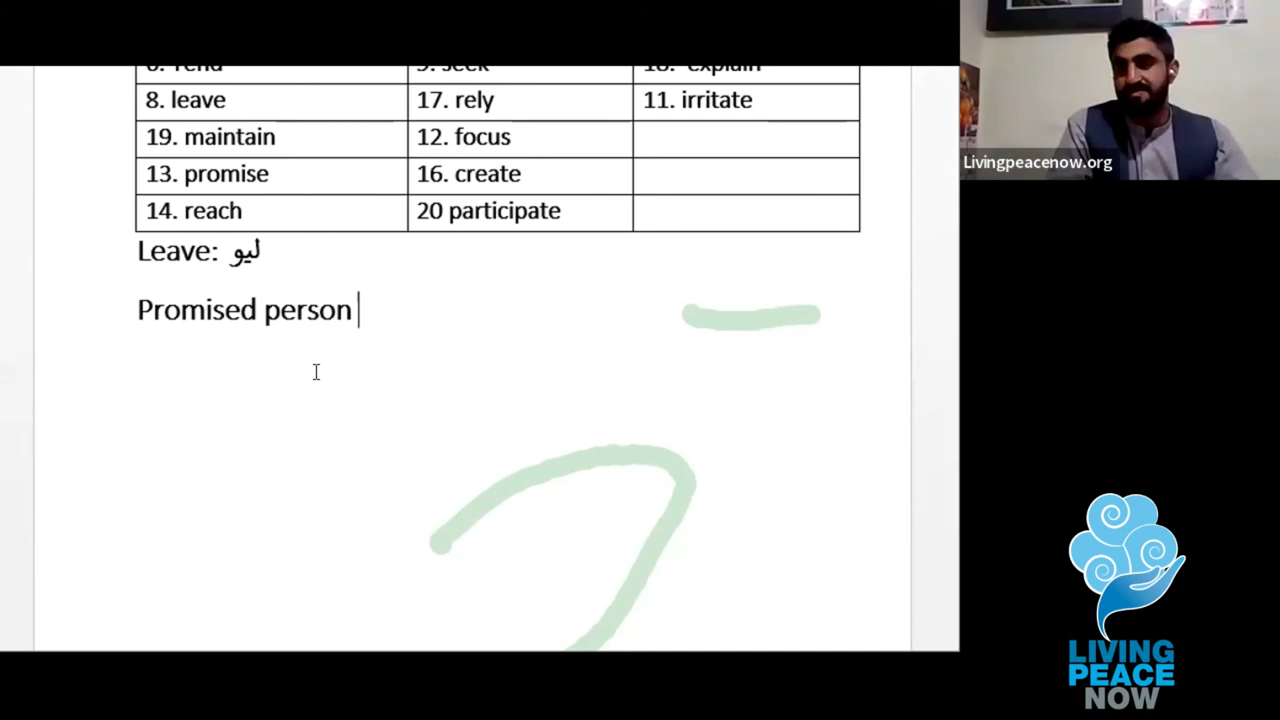 8. leave 17. rely 11. irritate
19. maintain 12. focus
13. promise 16. create
14. reach 20 participate
Leave: ليو
Promised person
Livingpeacenow.org
LIVING
PEACE
NOW